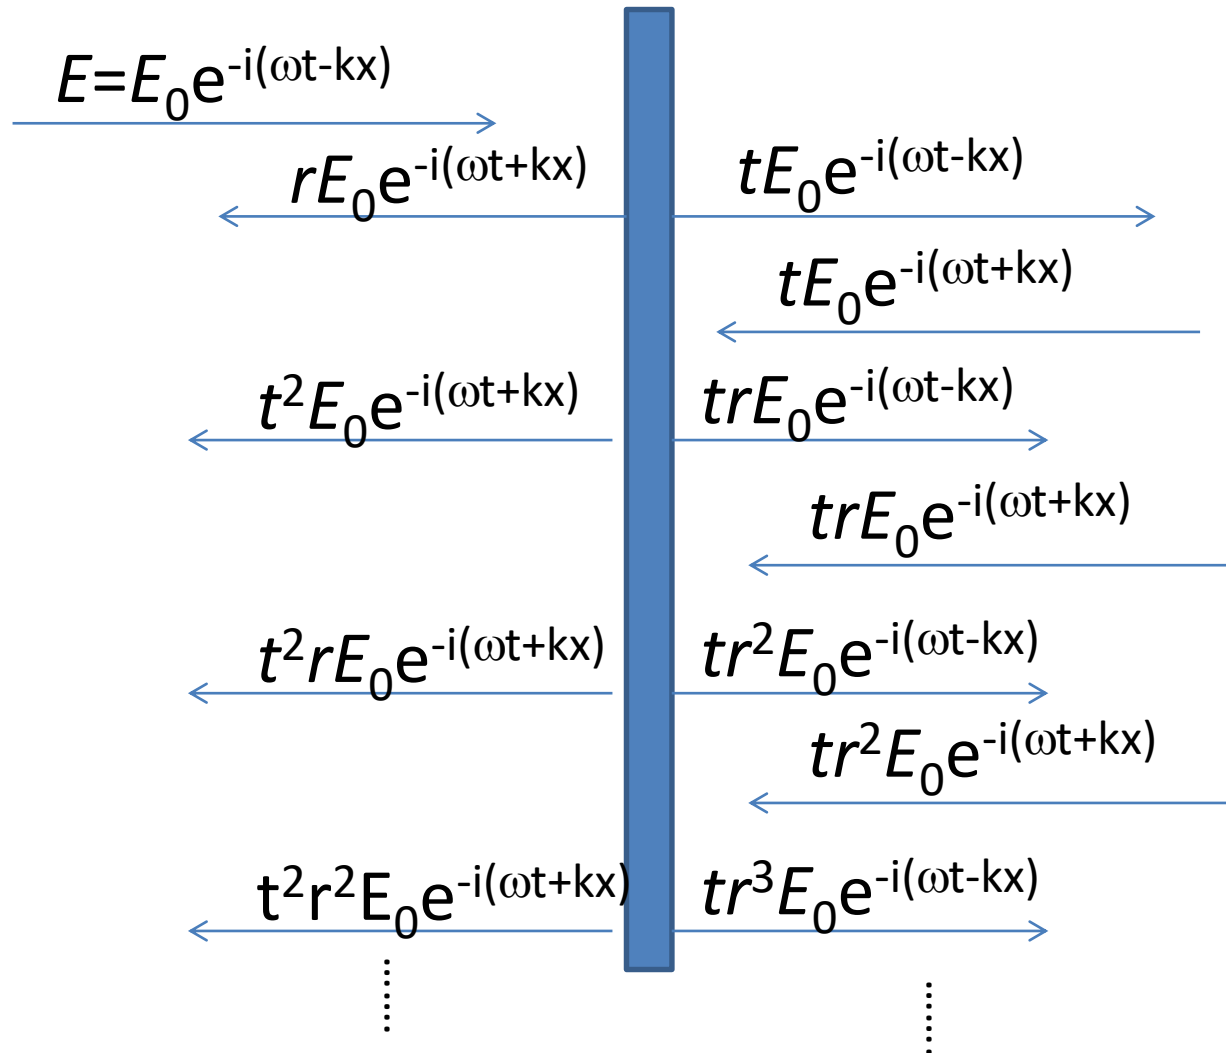 E=E₀e^-i(ωt-kx)
rE₀e^-i(ωt+kx)
tE₀e^-i(ωt-kx)
tE₀e^-i(ωt+kx)
t²E₀e^-i(ωt+kx)
trE₀e^-i(ωt-kx)
trE₀e^-i(ωt+kx)
t²rE₀e^-i(ωt+kx)
tr²E₀e^-i(ωt-kx)
tr²E₀e^-i(ωt+kx)
t²r²E₀e^-i(ωt+kx)
tr³E₀e^-i(ωt-kx)